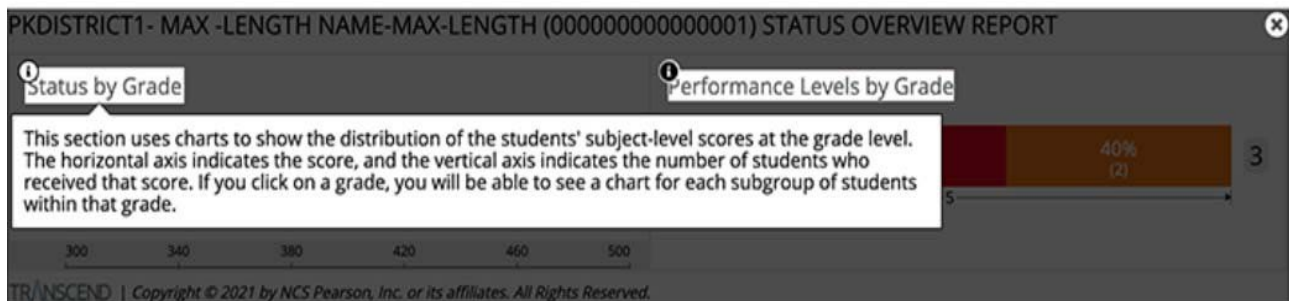 PKDISTRICT1- MAX -LENGTH NAME-MAX-LENGTH (000000000000001) STATUS OVERVIEW REPORT
Status by Grade
Performance Levels by Grade
This section uses charts to show the distribution of the students' subject-level scores at the grade level.
The horizontal axis indicates the score, and the vertical axis indicates the number of students who
received that score. If you click on a grade, you will be able to see a chart for each subgroup of students
within that grade.
40%
(2)
3
5
300 340 380 420 460 500
TRANSCEND | Copyright © 2021 by NCS Pearson, Inc. or its affiliates. All Rights Reserved.